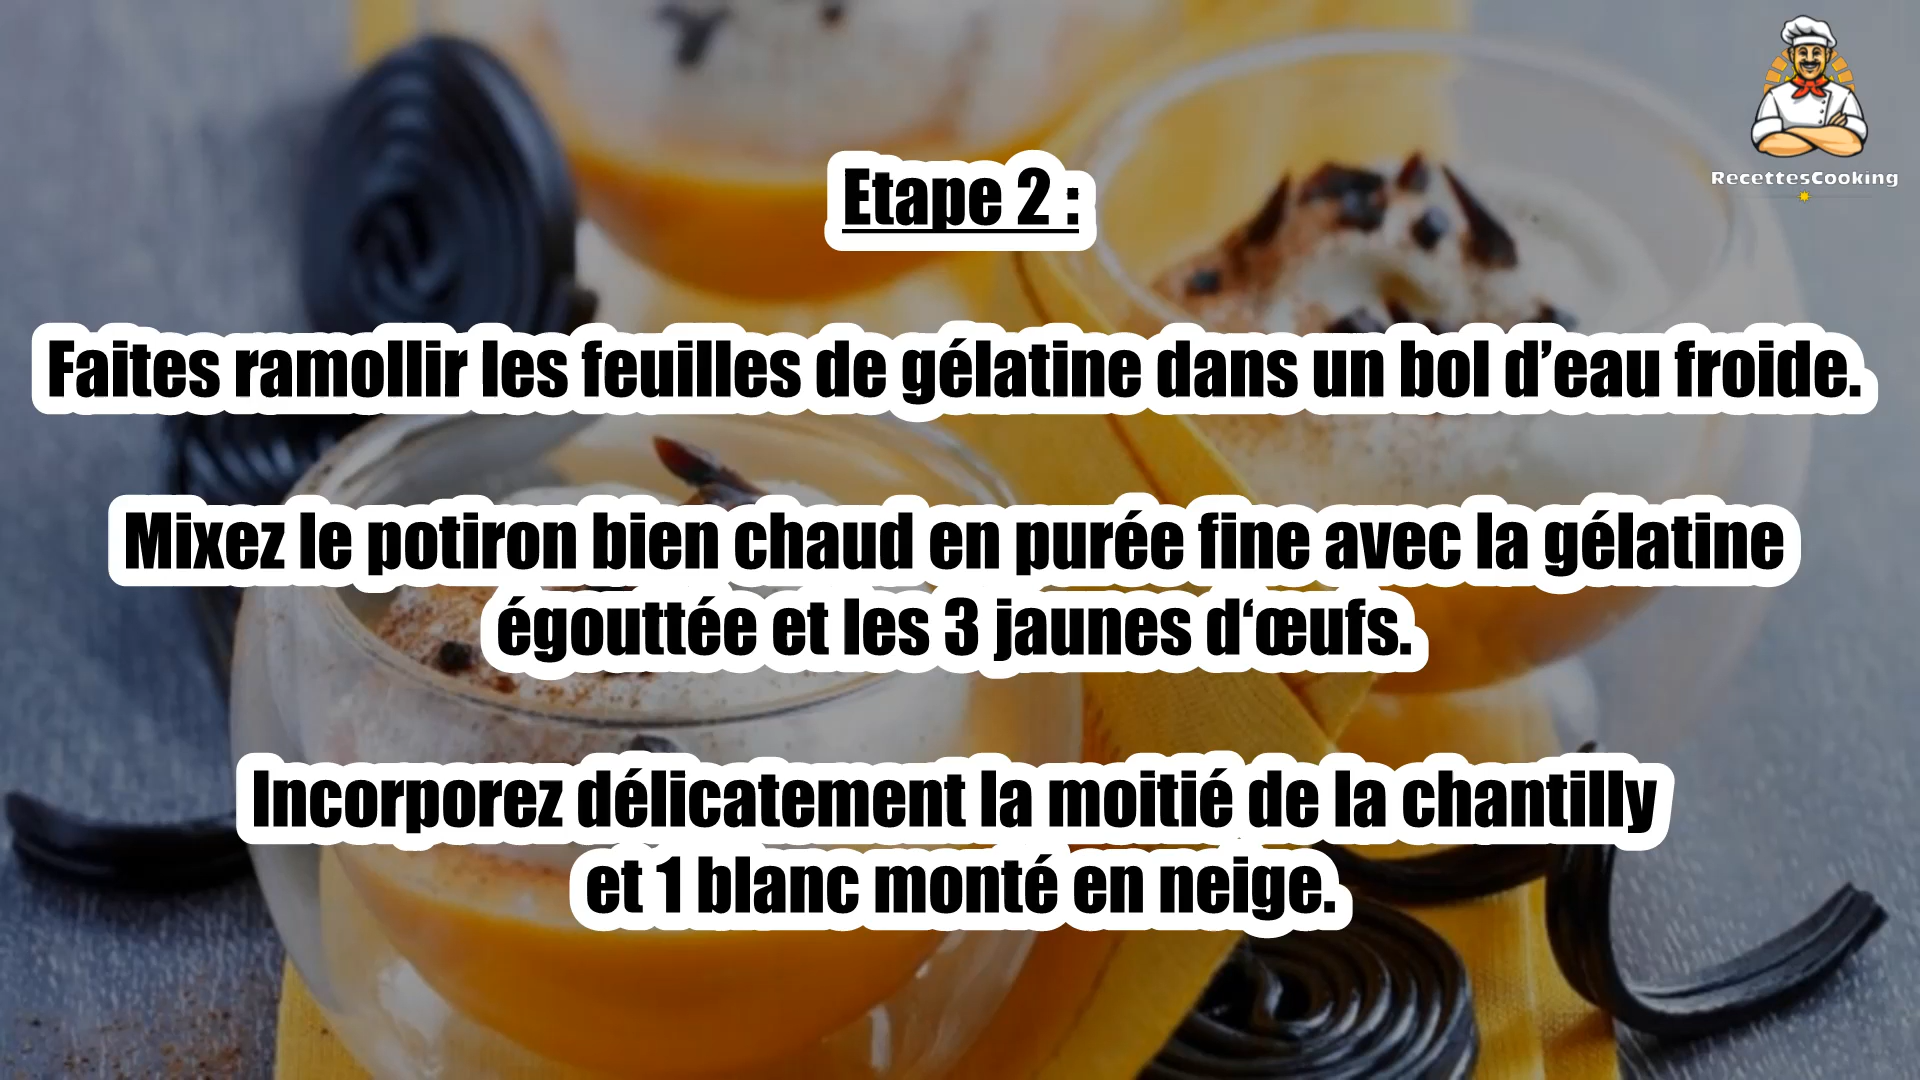 RecettesCooking
Etape 2 :
Faites ramollir les feuilles de gélatine dans un bol d’eau froide.
Mixez le potiron bien chaud en purée fine avec la gélatine
égouttée et les 3 jaunes d‘œufs.
Incorporez délicatement la moitié de la chantilly
et 1 blanc monté en neige.